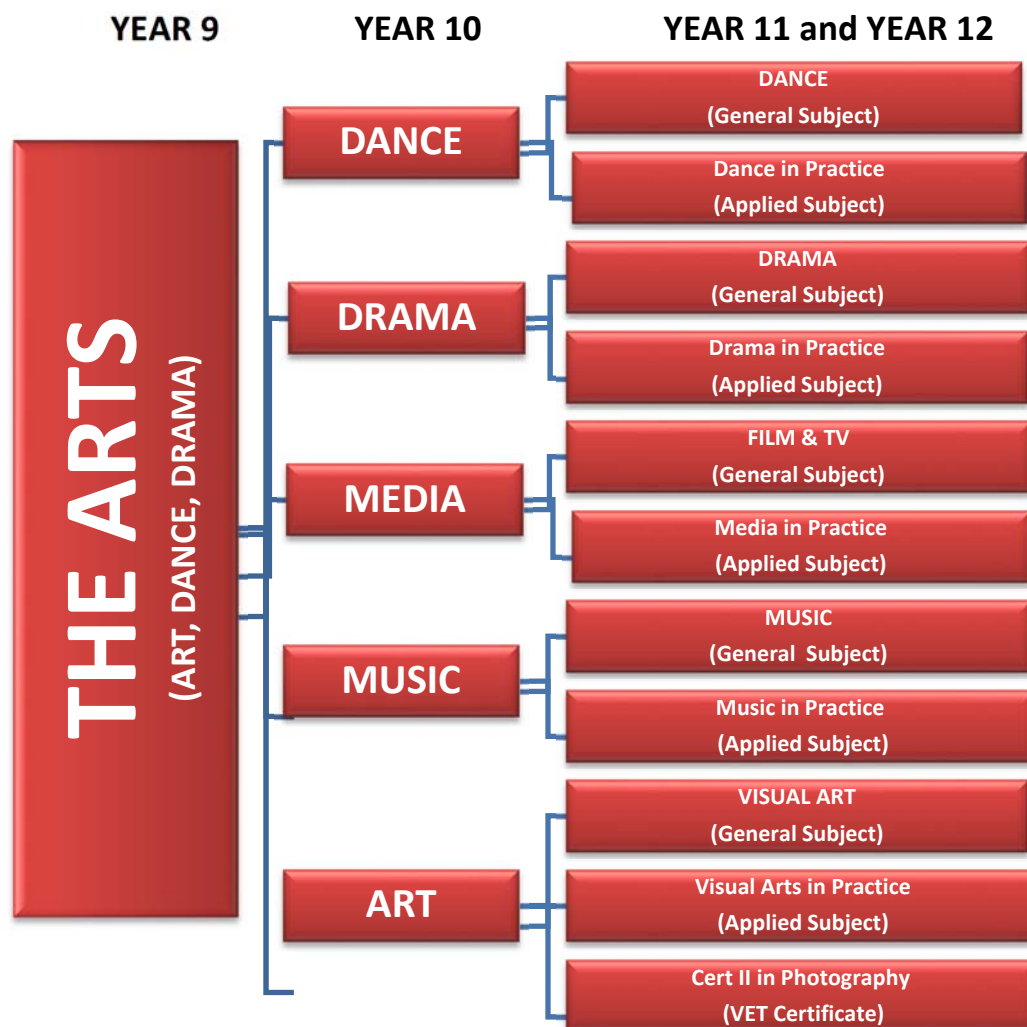 YEAR 9
YEAR 10
YEAR 11 and YEAR 12
THE ARTS
(ART, DANCE, DRAMA)
DANCE
DANCE
(General Subject)
Dance in Practice
(Applied Subject)
DRAMA
DRAMA
(General Subject)
Drama in Practice
(Applied Subject)
MEDIA
FILM & TV
(General Subject)
Media in Practice
(Applied Subject)
MUSIC
MUSIC
(General Subject)
Music in Practice
(Applied Subject)
ART
VISUAL ART
(General Subject)
Visual Arts in Practice
(Applied Subject)
Cert II in Photography
(VET Certificate)